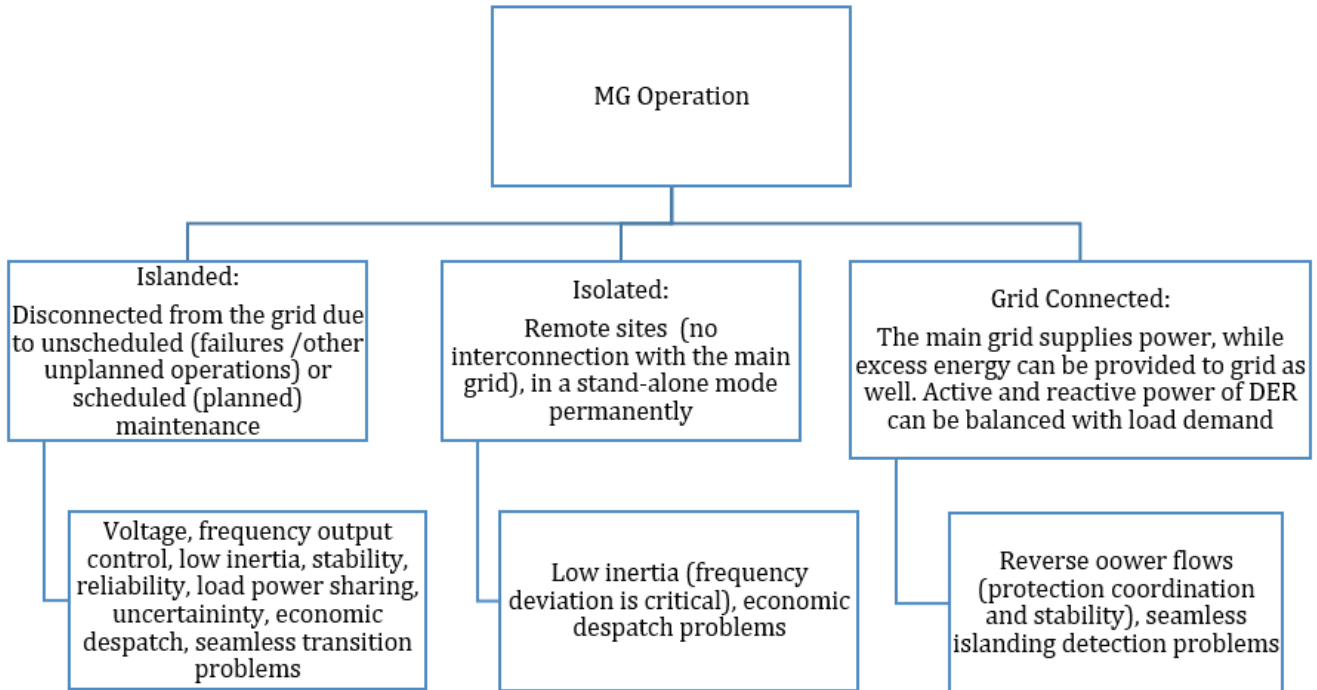 MG Operation
Islanded:
Disconnected from the grid due
to unscheduled (failures /other
unplanned operations) or
scheduled (planned)
maintenance
Isolated:
Remote sites (no
interconnection with the main
grid), in a stand-alone mode
permanently
Grid Connected:
The main grid supplies power, while
excess energy can be provided to grid as
well. Active and reactive power of DER
can be balanced with load demand
Voltage, frequency output
control, low inertia, stability,
reliability, load power sharing,
uncertaininty, economic
despatch, seamless transition
problems
Low inertia (frequency
deviation is critical), economic
despatch problems
Reverse oower flows
(protection coordination
and stability), seamless
islanding detection problems